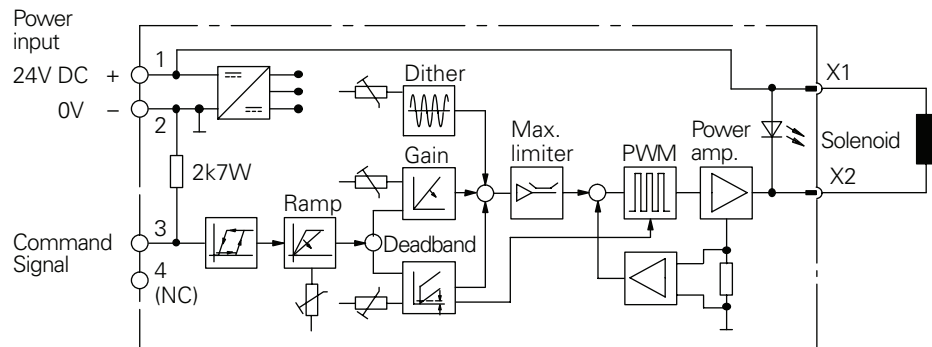 Power
input
24V DC +
1
0V −
2
2k7W
Command
Signal
3
4
(NC)
Ramp
Dither
Gain
Deadband
Max.
limiter
PWM
Power
amp.
X1
Solenoid
X2